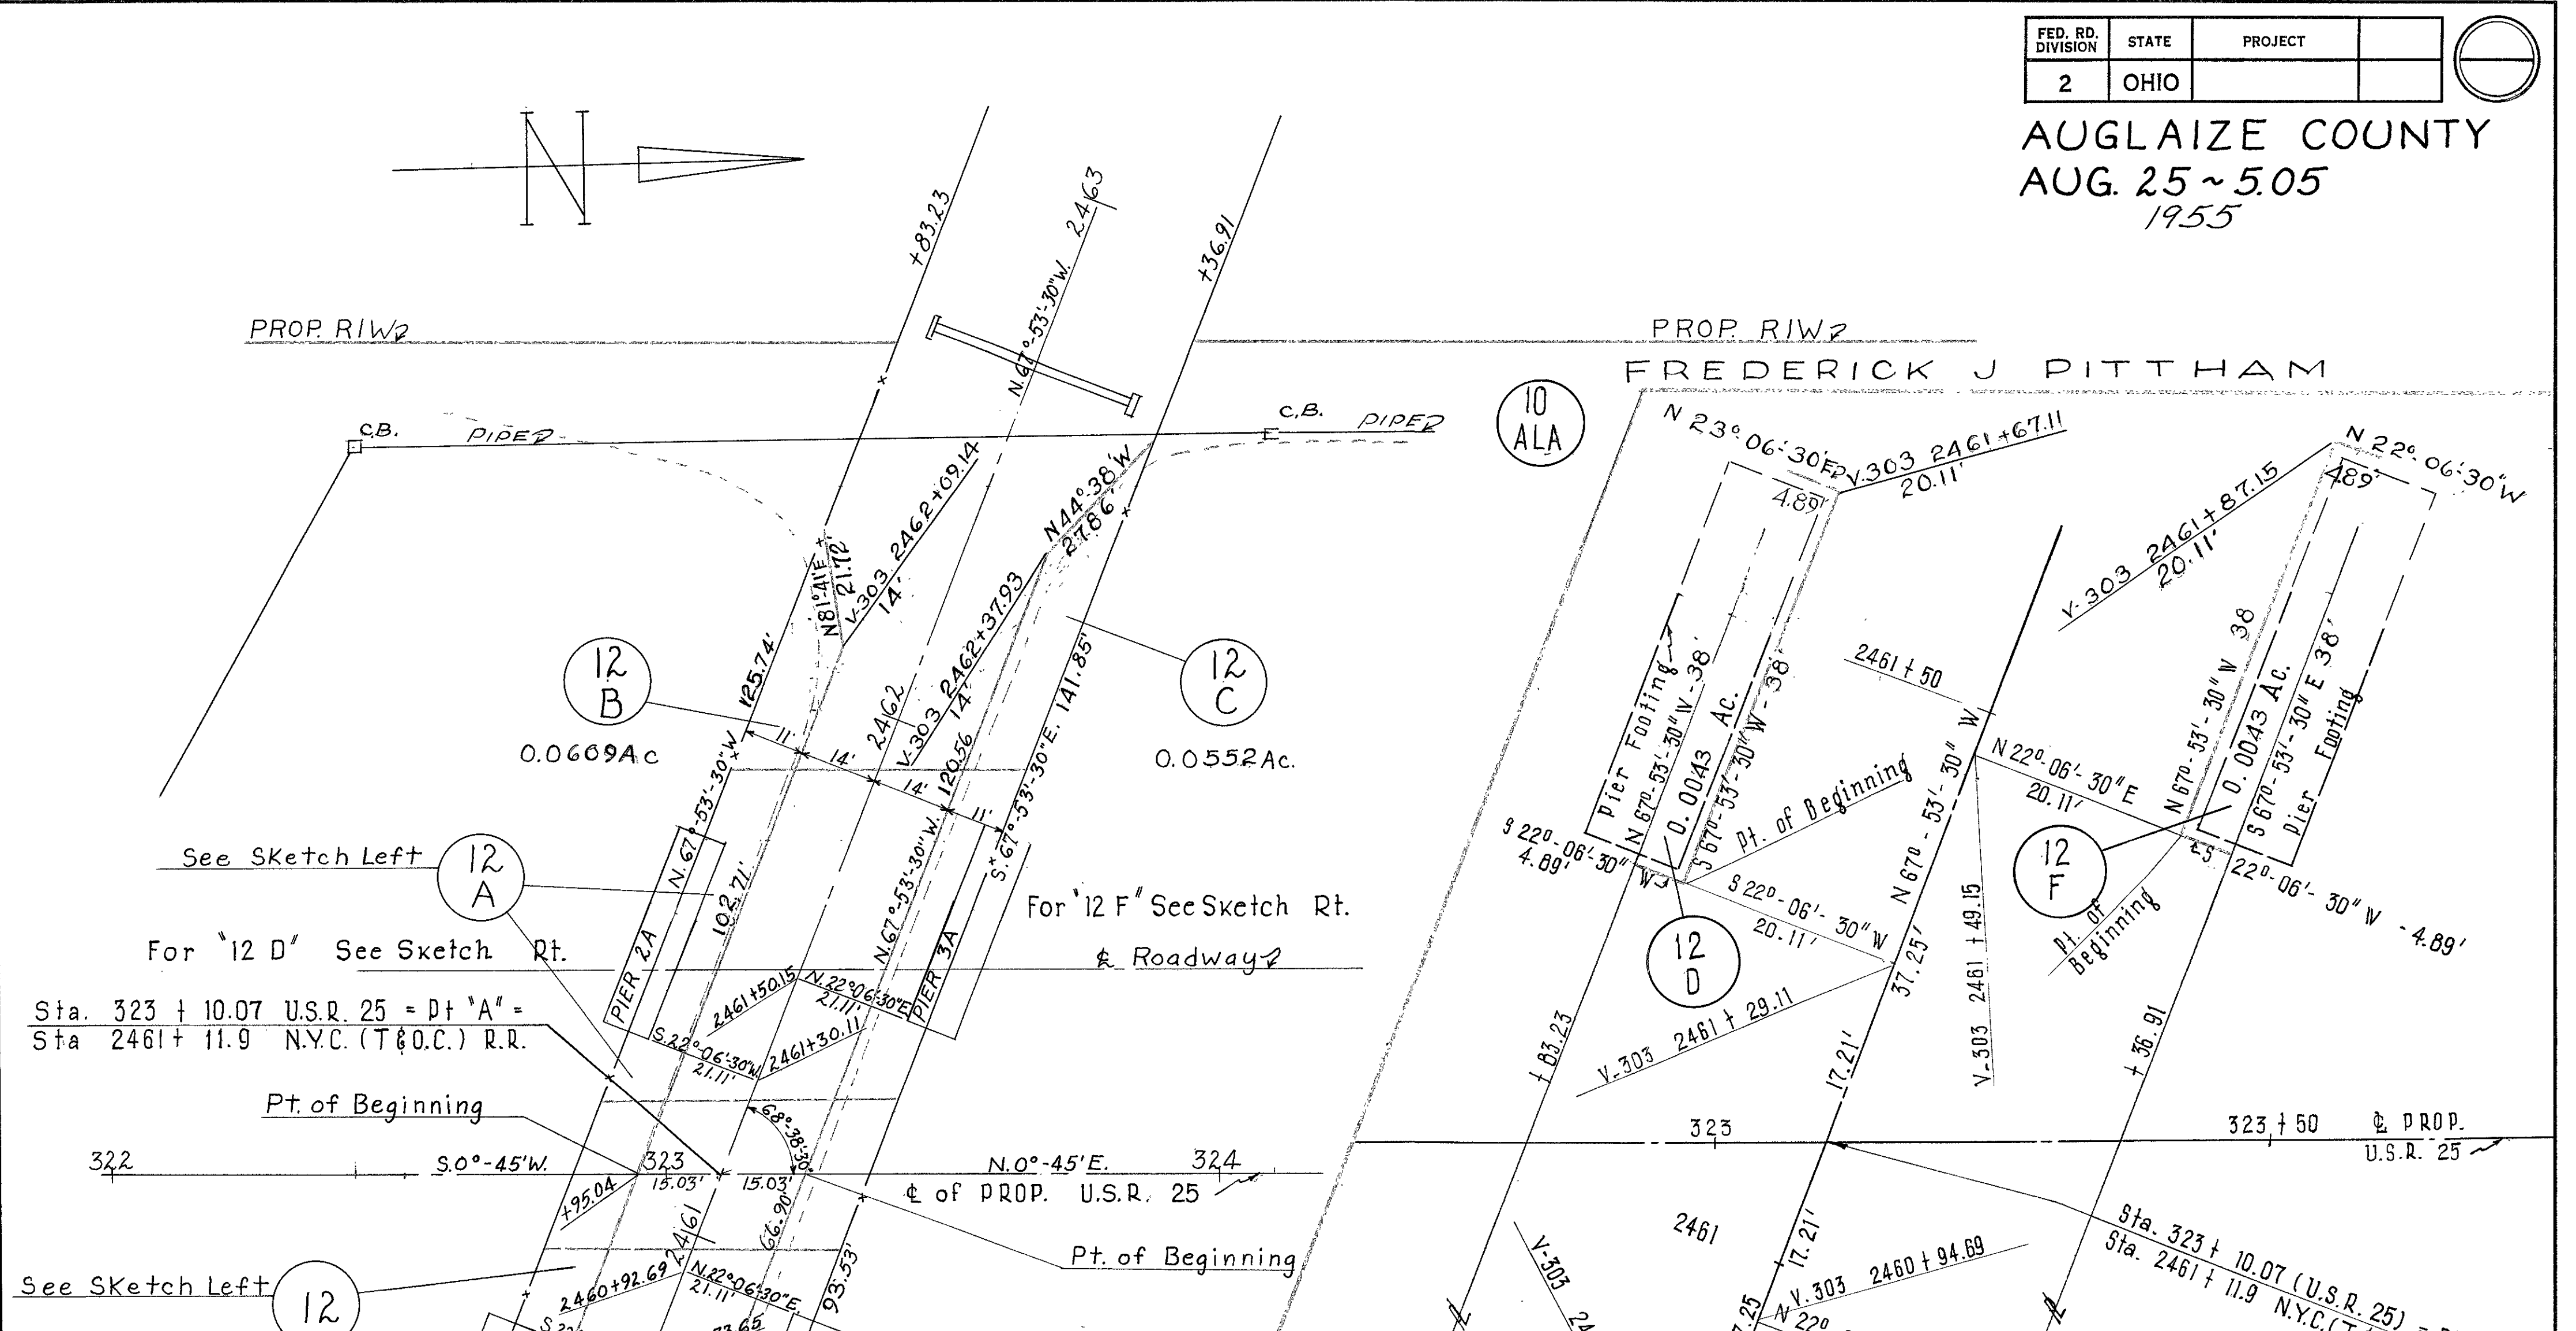 FED. RD. DIVISION STATE PROJECT
2 OHIO
AUGLAIZE COUNTY
AUG. 25 ~ 5.05
1955
N
+83.23
2463
+36.91
N.67°-53'-30"W.
PROP. R/W
PROP. R/W
FREDERICK J PITTHAM
10
ALA
C.B.
PIPE
C.B.
PIPE
N81°41'E
21.72'
V-303 2462+09.14
14'
N44°-38'W
27.86'
V-303 2462+37.93
14'
125.74'
2462
120.56
S.67°-53'-30"E. 141.85'
12
B
0.0609Ac
12
C
0.0552Ac.
11'
14'
14'
11'
N.67°-53'-30"W
102.71'
N.67°-53'-30"W.
See Sketch Left
12
A
For "12 D" See Sketch Rt.
For "12 F" See Sketch Rt.
℄ Roadway
PIER 2A
PIER 3A
2461+50.15
N.22°06'30"E
21.11'
S.22°-06'-30"W.
21.11'
2461+30.11
Sta. 323 + 10.07 U.S.R. 25 = Pt "A" =
Sta 2461+ 11.9 N.Y.C. (T&O.C.) R.R.
Pt. of Beginning
68°-38'-30"
322
S.0°-45'W.
323
N.0°-45'E.
324
15.03'
15.03'
℄ of PROP. U.S.R. 25
+95.04
2461
66.90'
93.53'
Pt. of Beginning
See Sketch Left
12
2460+92.69
N.22°-06'30"E.
21.11'
N 23°-06'-30"E
4.89'
V.303 2461+67.11
20.11'
N 22°-06'-30"W
4.89'
V-303 2461+87.15
20.11'
2461+50
Pier Footing
N 67°-53'-30"W-38'
0.0043 Ac.
S 67°-53'-30"W-38'
Pt. of Beginning
S 22°-06'-30" W
4.89'
S 22°-06'-30"W
20.11'
12
D
N 67°-53'-30" W
37.25'
N 22°-06'-30"E
20.11'
N 67°-53'-30" W 38
0.0043 Ac.
S 67°-53'-30"E 38'
Pier Footing
12
F
S 22°-06'-30"W - 4.89'
Pt. of
Beginning
V-303 2461+49.15
V-303 2461+29.11
+83.23
17.21'
+36.91
323
323+50
℄ PROP.
U.S.R. 25
2461
17.21'
V-303
V.303 2460+94.69
Sta. 323+ 10.07 (U.S.R. 25)
Sta. 2461+ 11.9 N.Y.C.